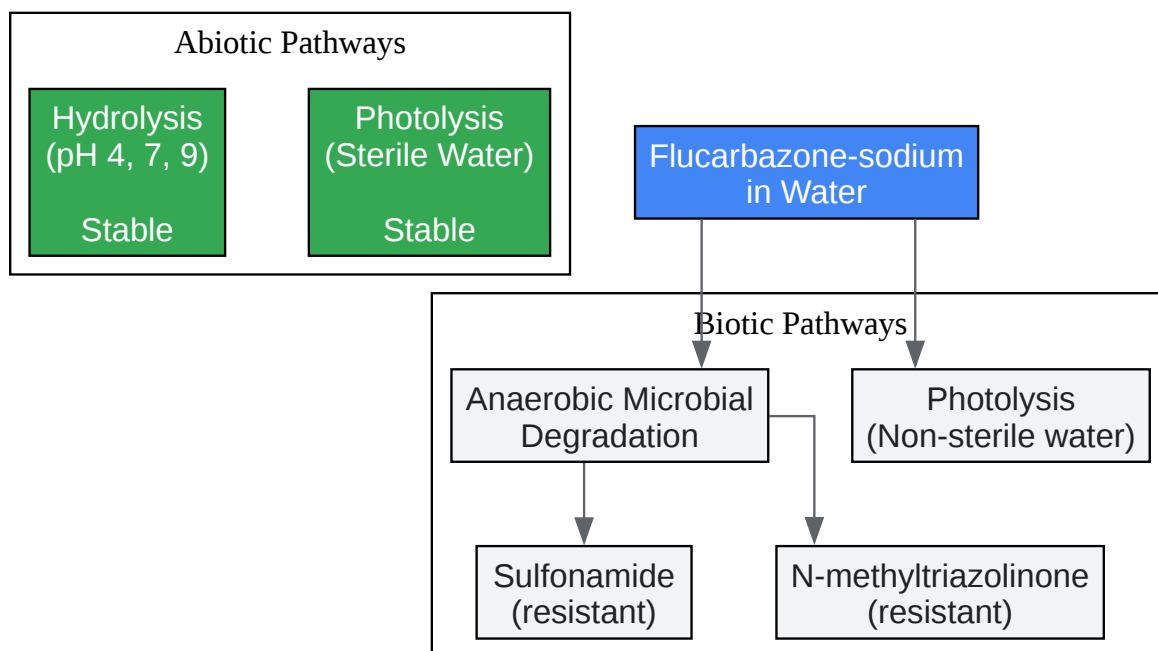 Abiotic Pathways
Hydrolysis
(pH 4, 7, 9)
Stable
Photolysis
(Sterile Water)
Stable
Flucarbazone-sodium
in Water
Biotic Pathways
Anaerobic Microbial
Degradation
Photolysis
(Non-sterile water)
Sulfonamide
(resistant)
N-methyltriazolinone
(resistant)